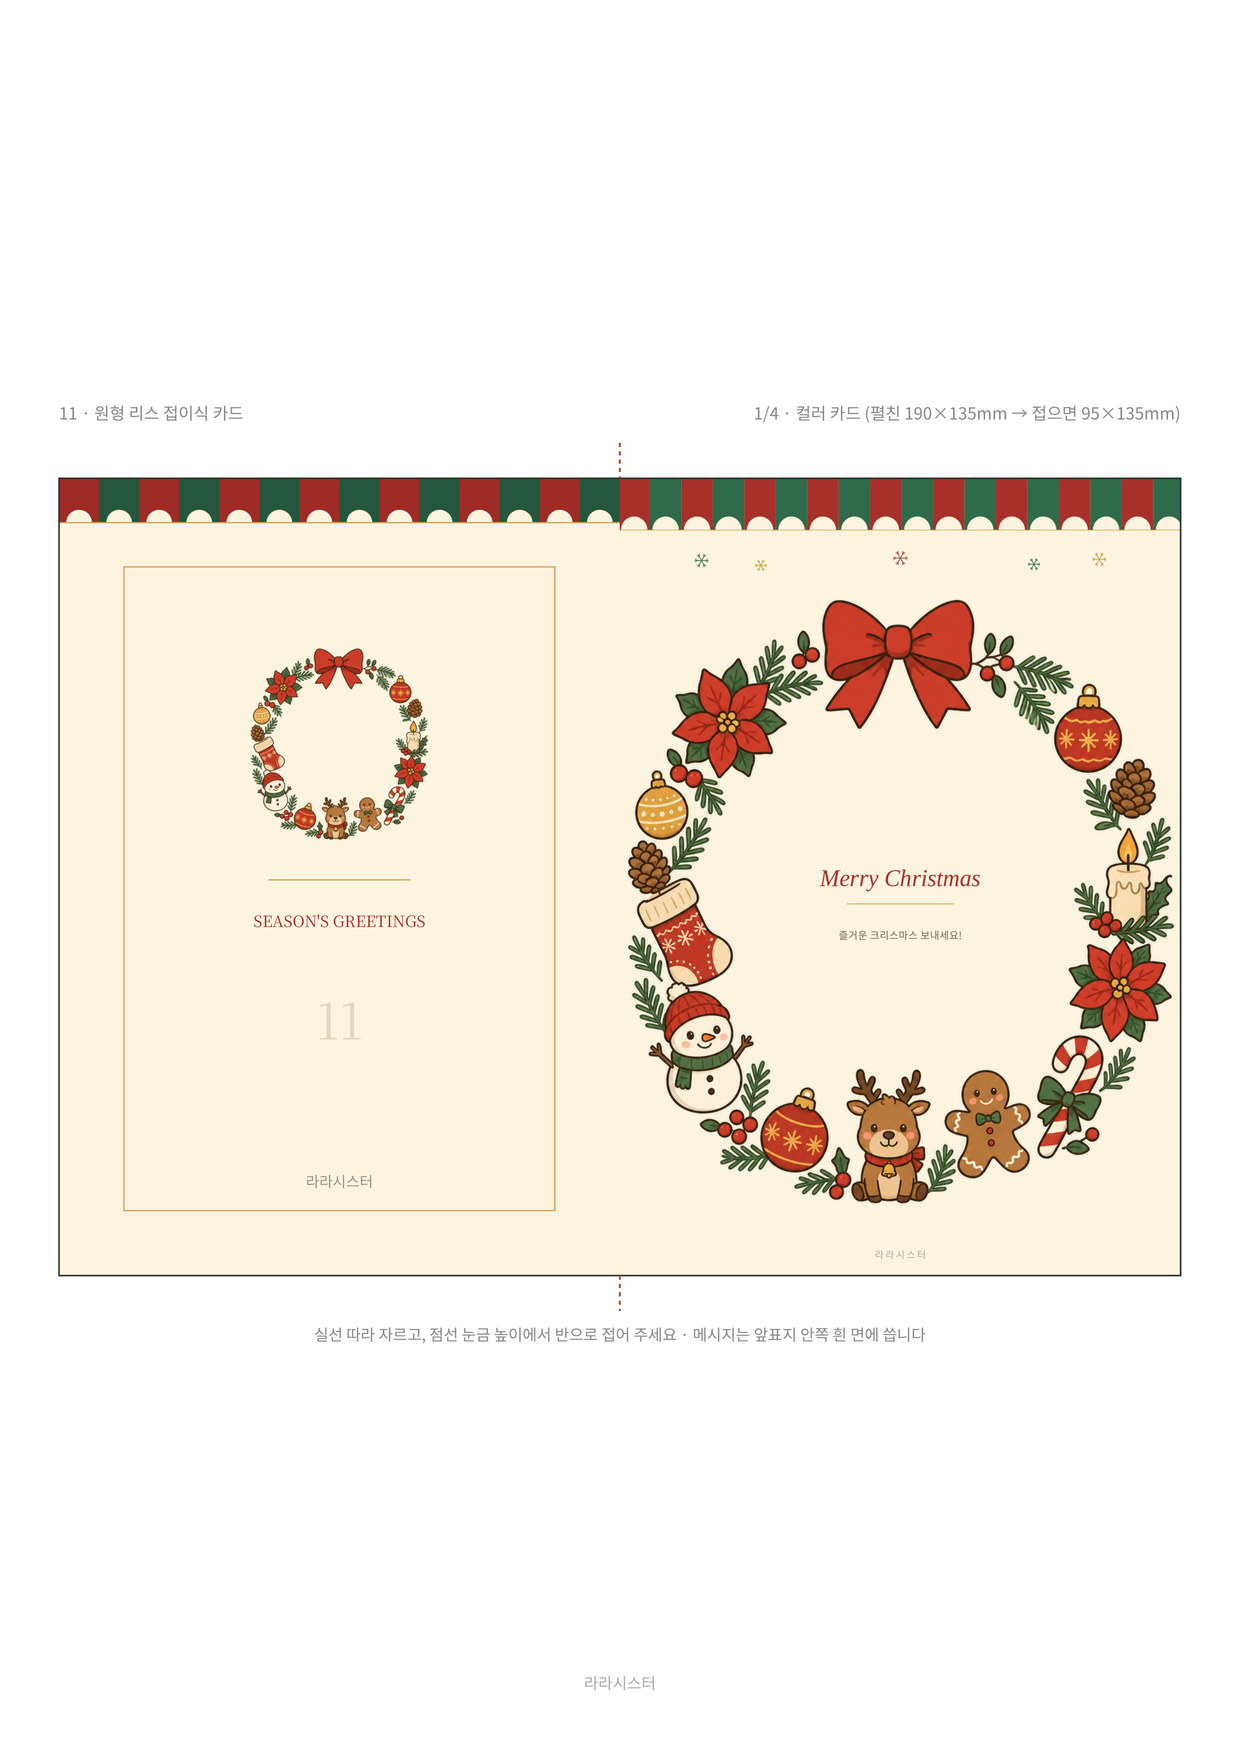 11 · 원형 리스 접이식 카드
1/4 · 컬러 카드 (펼친 190×135mm → 접으면 95×135mm)
SEASON'S GREETINGS
11
라라시스터
Merry Christmas
즐거운 크리스마스 보내세요!
라라시스터
실선 따라 자르고, 점선 눈금 높이에서 반으로 접어 주세요 · 메시지는 앞표지 안쪽 흰 면에 씁니다
라라시스터